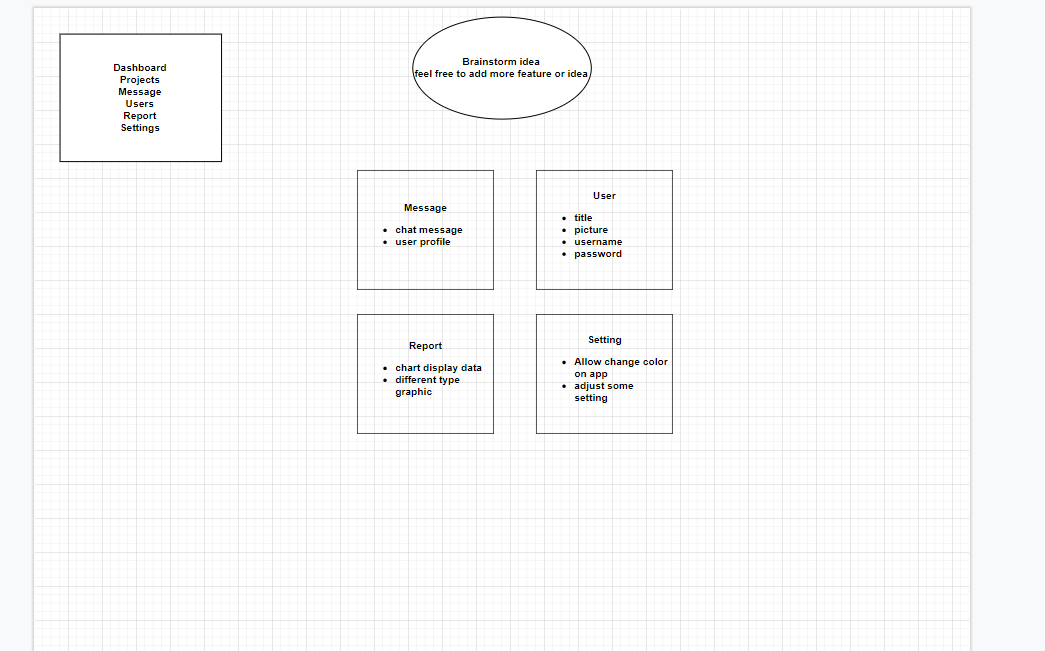 Dashboard
Projects
Message
Users
Report
Settings
Brainstorm idea
feel free to add more feature or idea
Message
chat message
user profile
User
title
picture
username
password
Report
chart display data
different type
graphic
Setting
Allow change color
on app
adjust some
setting